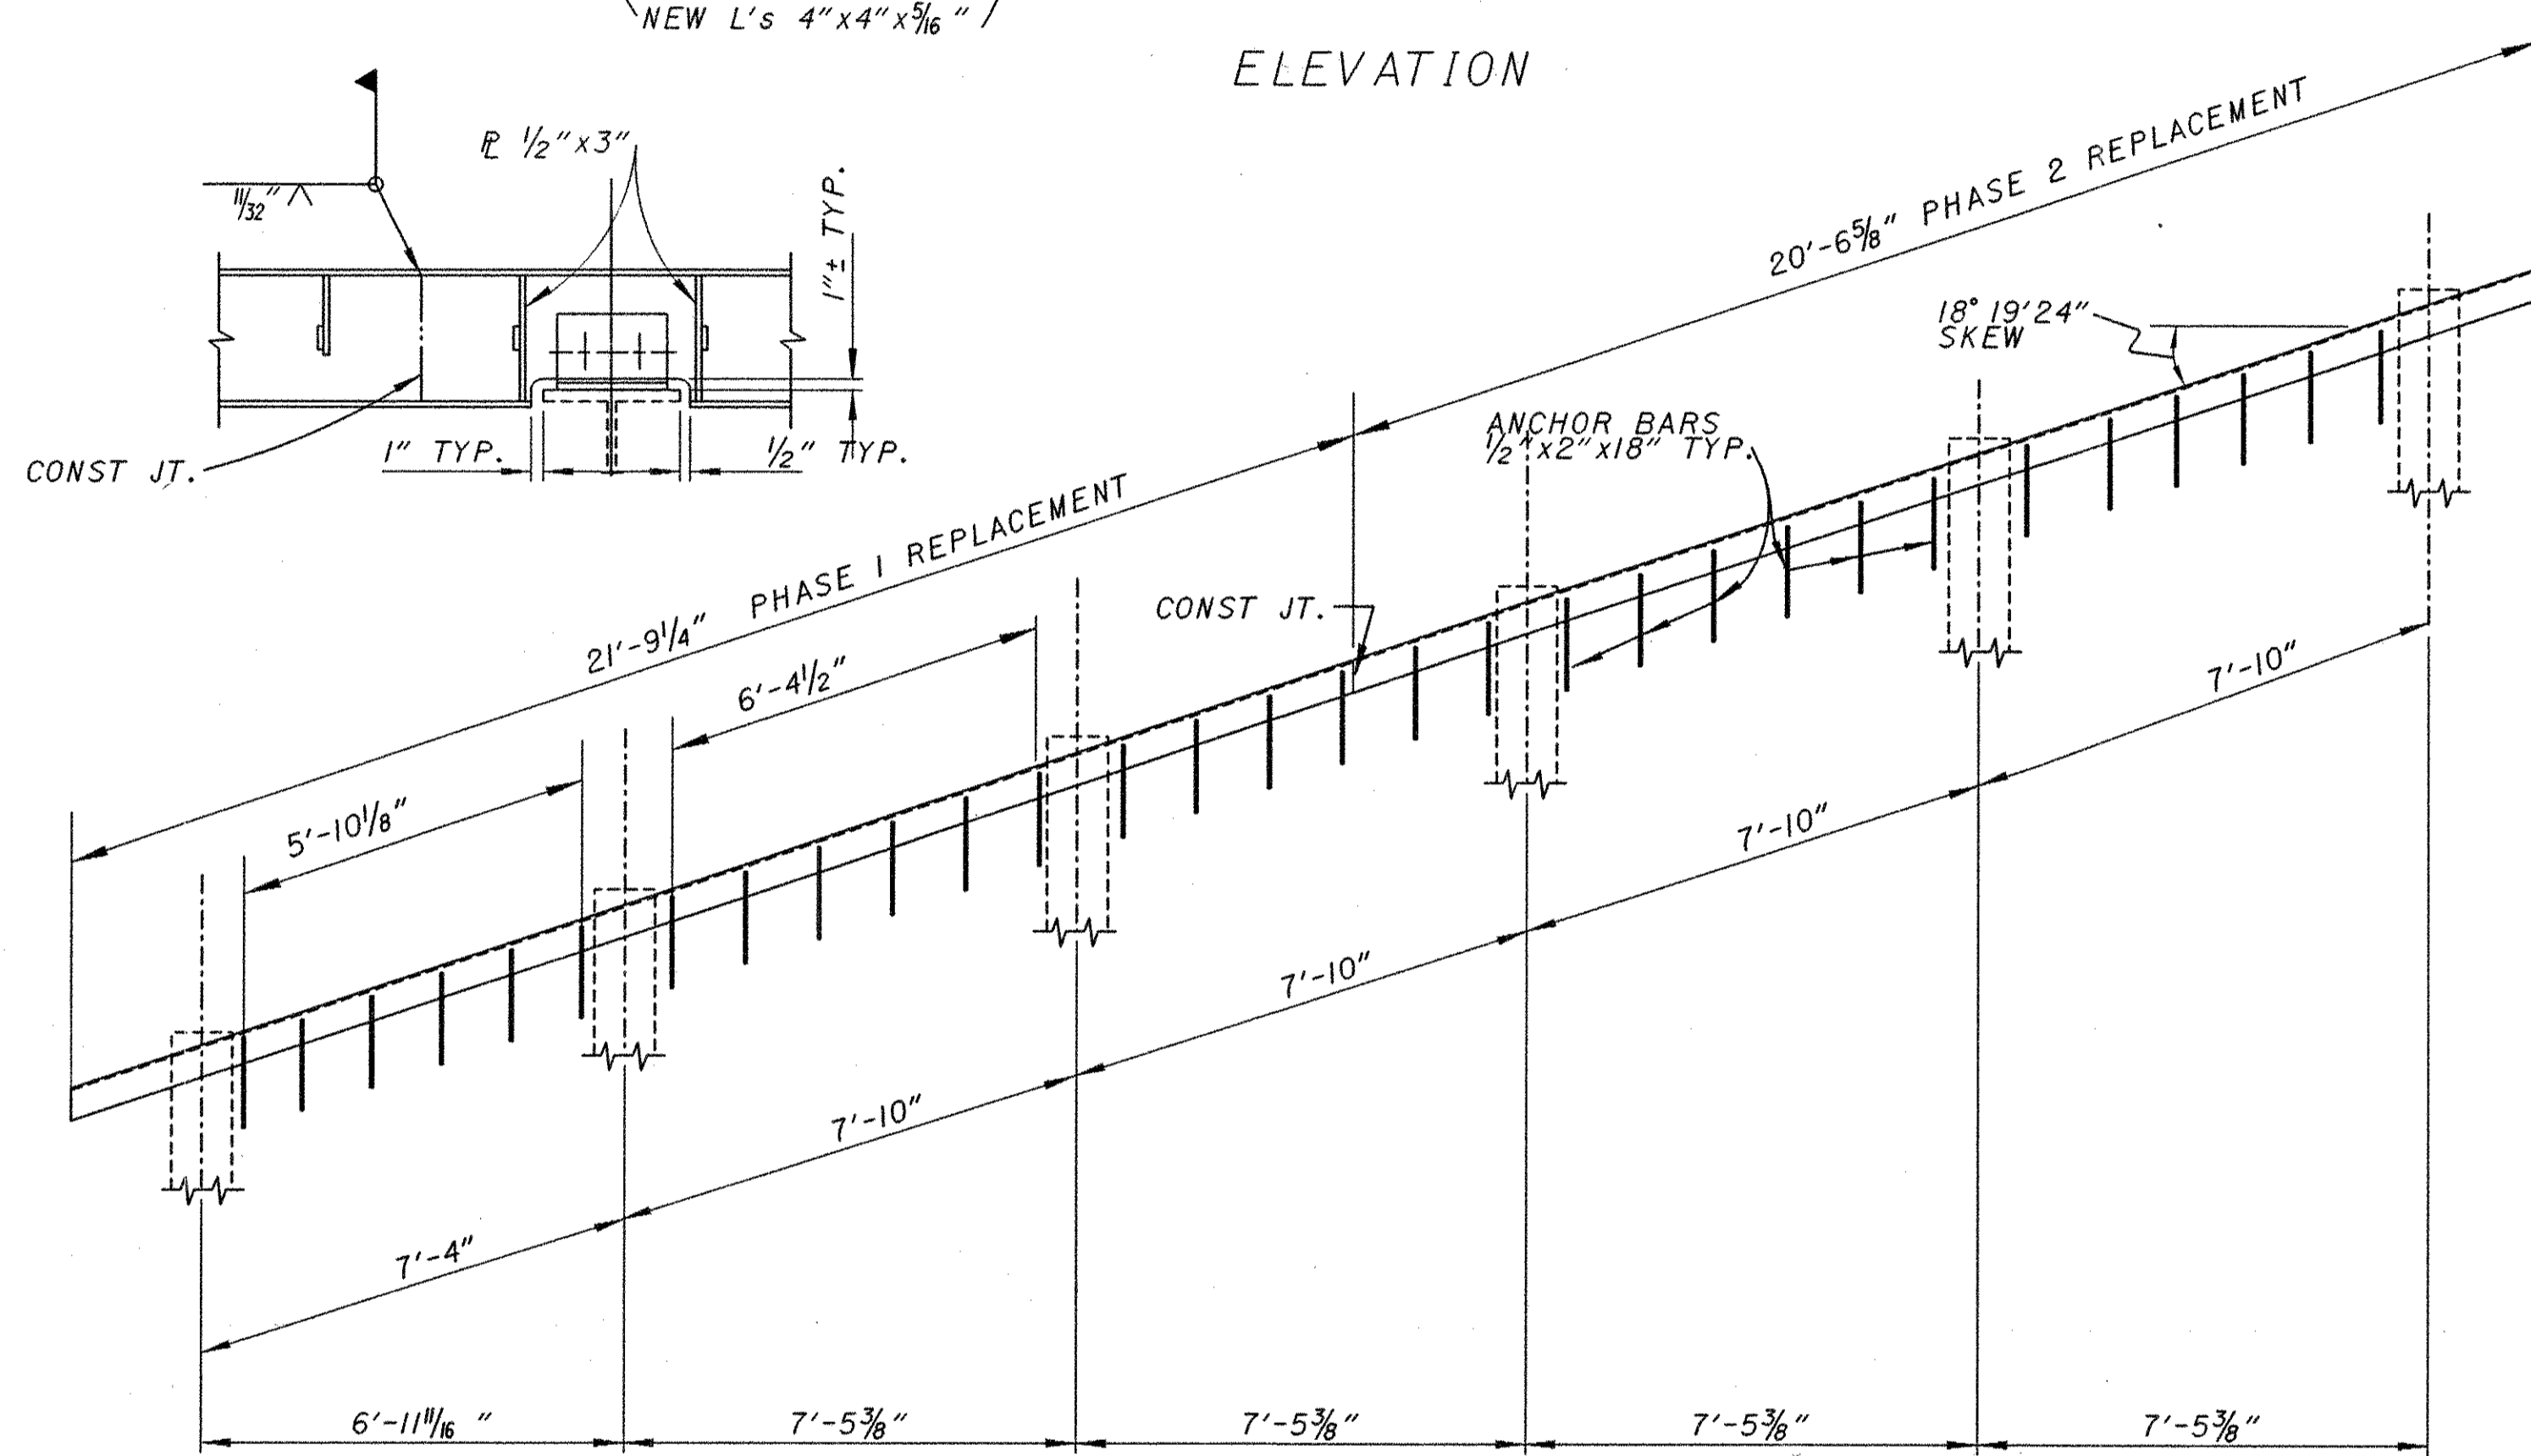 NEW L's 4"x4"x5/16"
ELEVATION
11/32"
℄ 1/2"x3"
1"± TYP.
CONST JT.
1" TYP.
1/2" TYP.
20'-6 5/8" PHASE 2 REPLACEMENT
18° 19' 24"
SKEW
ANCHOR BARS
1/2"x2"x18" TYP.
21'-9 1/4" PHASE 1 REPLACEMENT
CONST JT.
6'-4 1/2"
5'-10 1/8"
7'-10"
7'-10"
7'-10"
7'-10"
7'-4"
6'-11 11/16"
7'-5 3/8"
7'-5 3/8"
7'-5 3/8"
7'-5 3/8"